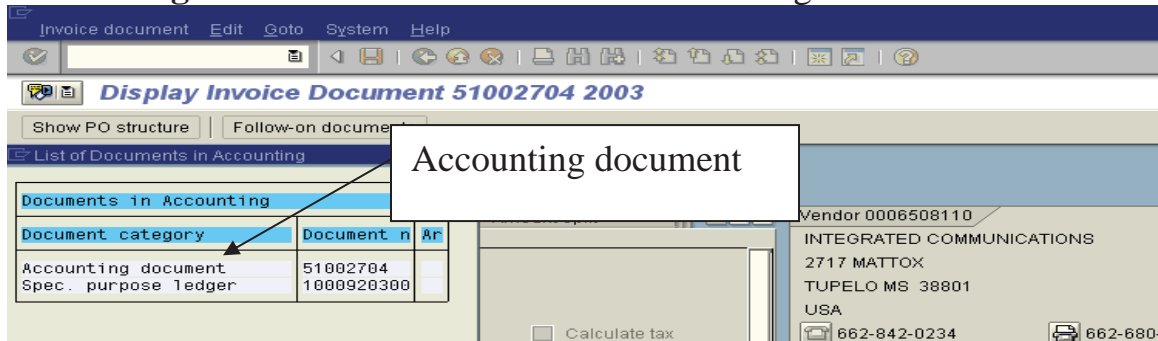 Invoice document Edit Goto System Help
Display Invoice Document 51002704 2003
Show PO structure Follow-on
List of Documents in Accounting
Accounting document
Documents in Accounting
Document category Document n Ar
Accounting document 51002704
Spec. purpose ledger 1000920300
Calculate tax
Vendor 0006508110
INTEGRATED COMMUNICATIONS
2717 MATTOX
TUPELO MS 38801
USA
662-842-0234 662-680-